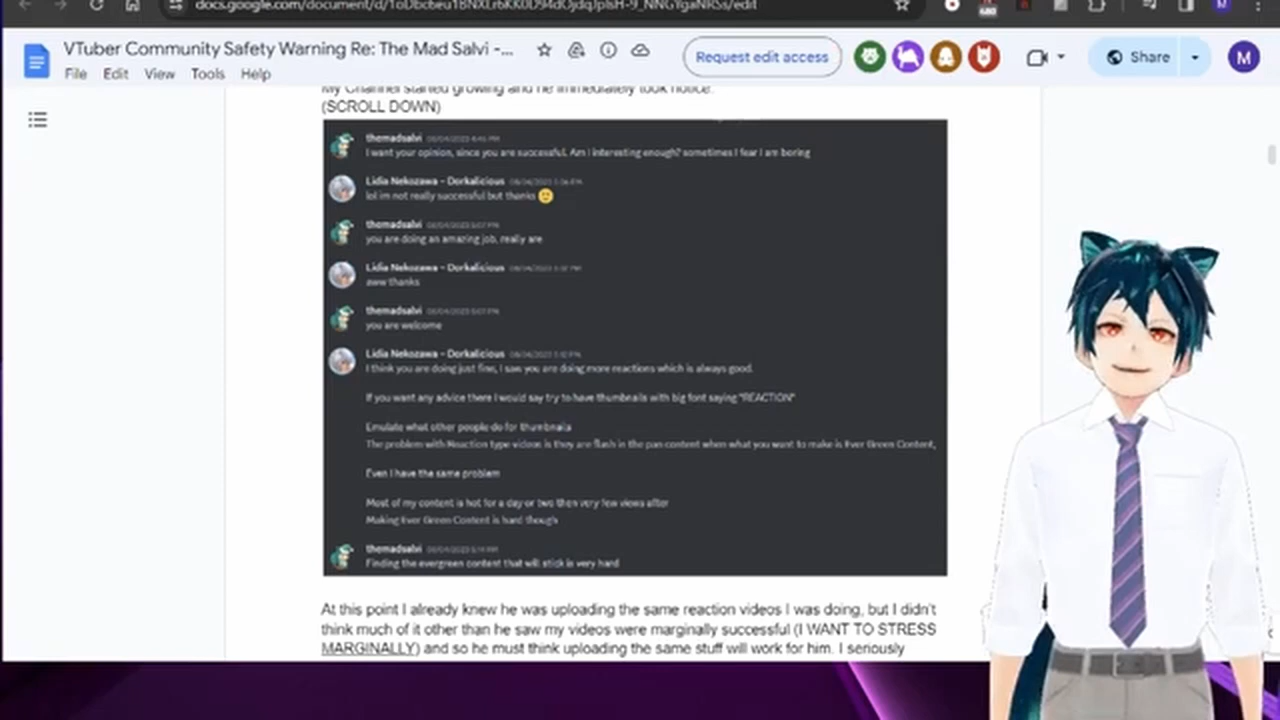 VTuber Community Safety Warning Re: The Mad Salvi -...
File Edit View Tools Help
Request edit access
Share
M
My Channel started growing and he immediately took notice.
(SCROLL DOWN)
themadsalvi
I want your opinion, since you are successful. Am I interesting enough? sometimes I fear I am boring
Lidia Nekozawa - Dorkalicious
lol im not really successful but thanks
themadsalvi
you are doing an amazing job, really are
Lidia Nekozawa - Dorkalicious
aww thanks
themadsalvi
you are welcome
Lidia Nekozawa - Dorkalicious
I think you are doing just fine, I saw you are doing more reactions which is always good.
If you want any advice there I would say try to have thumbnails with big font saying "REACTION"
Emulate what other people do for thumbnails
The problem with Reaction type videos is they are flash in the pan content when what you want to make is Ever Green Content,
Even I have the same problem
Most of my content is hot for a day or two then very few views after
Making Ever Green Content is hard though
themadsalvi
Finding the evergreen content that will stick is very hard
At this point I already knew he was uploading the same reaction videos I was doing, but I didn't
think much of it other than he saw my videos were marginally successful (I WANT TO STRESS
MARGINALLY) and so he must think uploading the same stuff will work for him. I seriously